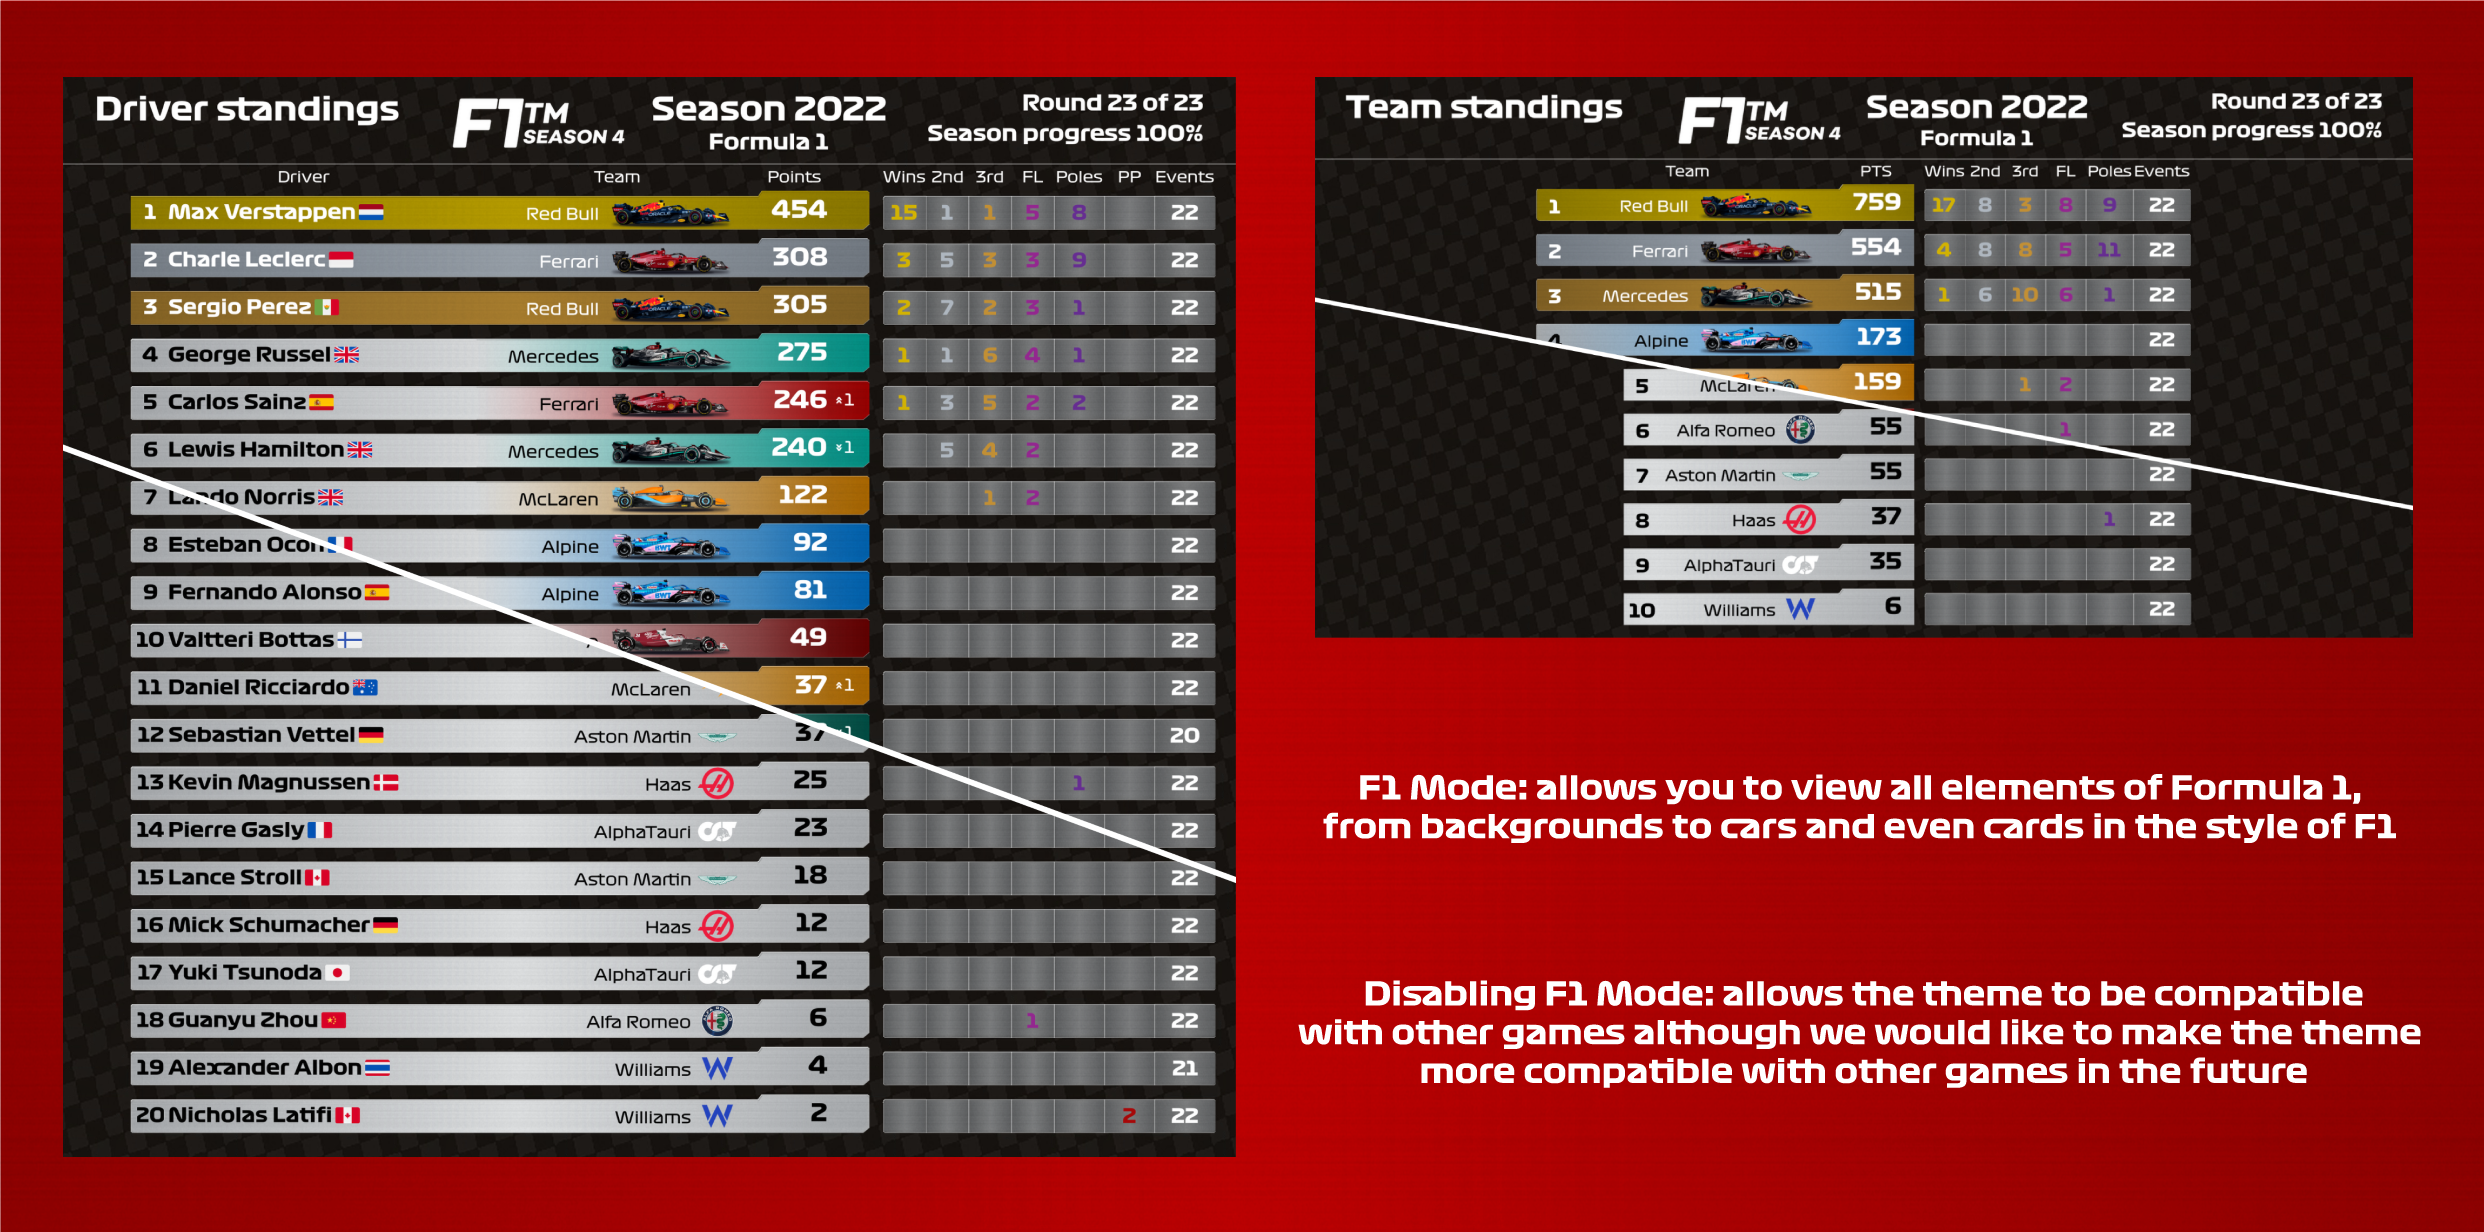 Driver standings
F1 TM
SEASON 4
Season 2022
Formula 1
Round 23 of 23
Season progress 100%
Driver Team Points Wins 2nd 3rd FL Poles PP Events
1 Max Verstappen Red Bull 454 15 1 1 5 8 22
2 Charle Leclerc Ferrari 308 3 5 3 3 9 22
3 Sergio Perez Red Bull 305 2 7 2 3 1 22
4 George Russel Mercedes 275 1 1 6 4 1 22
5 Carlos Sainz Ferrari 246 1 1 3 5 2 2 22
6 Lewis Hamilton Mercedes 240 1 5 4 2 22
7 Lando Norris McLaren 122 1 2 22
8 Esteban Ocon Alpine 92 22
9 Fernando Alonso Alpine 81 22
10 Valtteri Bottas 49 22
11 Daniel Ricciardo McLaren 37 1 22
12 Sebastian Vettel Aston Martin 37 1 20
13 Kevin Magnussen Haas 25 1 22
14 Pierre Gasly AlphaTauri 23 22
15 Lance Stroll Aston Martin 18 22
16 Mick Schumacher Haas 12 22
17 Yuki Tsunoda AlphaTauri 12 22
18 Guanyu Zhou Alfa Romeo 6 1 22
19 Alexander Albon Williams 4 21
20 Nicholas Latifi Williams 2 2 22
Team standings
F1 TM
SEASON 4
Season 2022
Formula 1
Round 23 of 23
Season progress 100%
Team PTS Wins 2nd 3rd FL Poles Events
1 Red Bull 759 17 8 3 8 9 22
2 Ferrari 554 4 8 8 5 11 22
3 Mercedes 515 1 6 10 6 1 22
4 Alpine 173 22
5 McLaren 159 1 2 22
6 Alfa Romeo 55 1 22
7 Aston Martin 55 22
8 Haas 37 1 22
9 AlphaTauri 35 22
10 Williams 6 22
F1 Mode: allows you to view all elements of Formula 1,
from backgrounds to cars and even cards in the style of F1
Disabling F1 Mode: allows the theme to be compatible
with other games although we would like to make the theme
more compatible with other games in the future